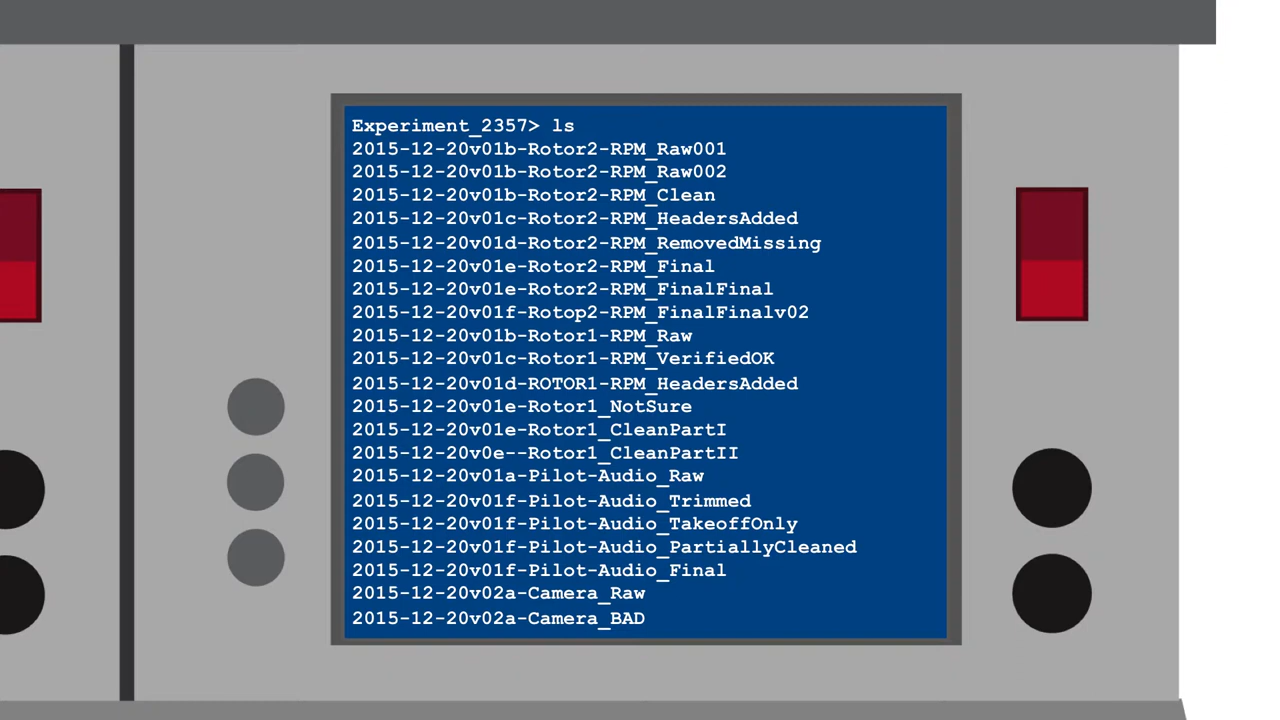 Experiment_2357> ls
2015-12-20v01b-Rotor2-RPM_Raw001
2015-12-20v01b-Rotor2-RPM_Raw002
2015-12-20v01b-Rotor2-RPM_Clean
2015-12-20v01c-Rotor2-RPM_HeadersAdded
2015-12-20v01d-Rotor2-RPM_RemovedMissing
2015-12-20v01e-Rotor2-RPM_Final
2015-12-20v01e-Rotor2-RPM_FinalFinal
2015-12-20v01f-Rotop2-RPM_FinalFinalv02
2015-12-20v01b-Rotor1-RPM_Raw
2015-12-20v01c-Rotor1-RPM_VerifiedOK
2015-12-20v01d-ROTOR1-RPM_HeadersAdded
2015-12-20v01e-Rotor1_NotSure
2015-12-20v01e-Rotor1_CleanPartI
2015-12-20v0e--Rotor1_CleanPartII
2015-12-20v01a-Pilot-Audio_Raw
2015-12-20v01f-Pilot-Audio_Trimmed
2015-12-20v01f-Pilot-Audio_TakeoffOnly
2015-12-20v01f-Pilot-Audio_PartiallyCleaned
2015-12-20v01f-Pilot-Audio_Final
2015-12-20v02a-Camera_Raw
2015-12-20v02a-Camera_BAD